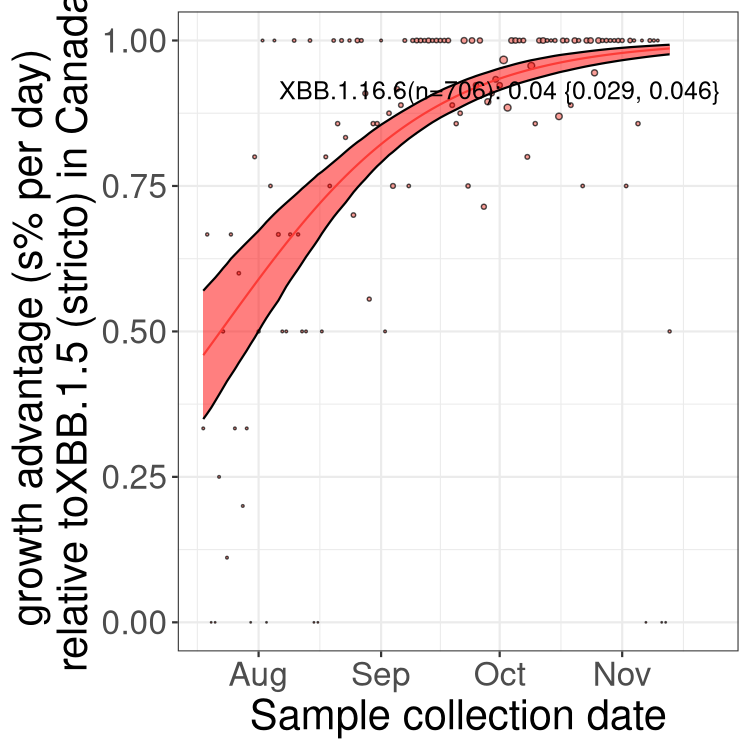 growth advantage (s% per day)
relative toXBB.1.5 (stricto) in Canada
1.00
0.75
0.50
0.25
0.00
XBB.1.16.6(n=706): 0.04 {0.029, 0.046}
Aug Sep Oct Nov
Sample collection date